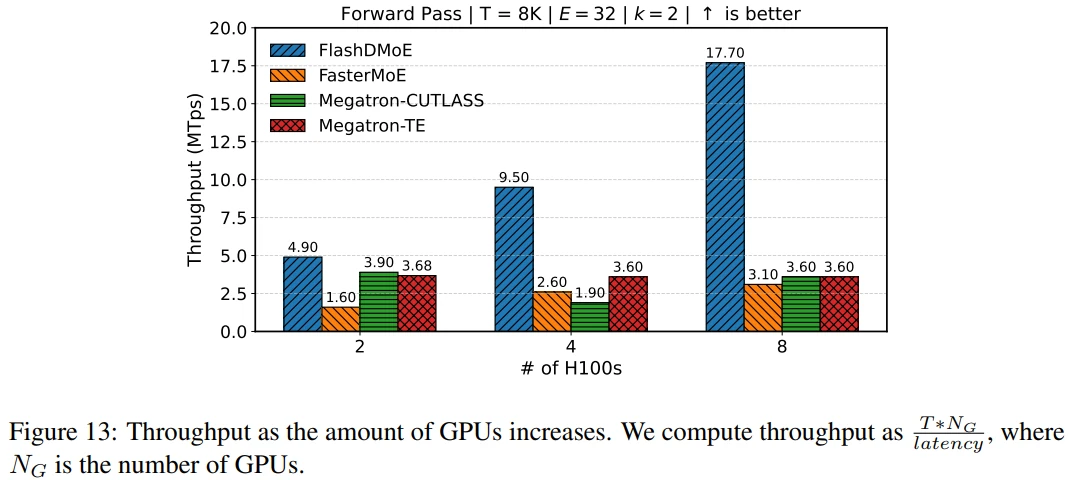 Forward Pass | T = 8K | E = 32 | k = 2 | ↑ is better
Throughput (MTps)
20.0
17.5
15.0
12.5
10.0
7.5
5.0
2.5
0.0
FlashDMoE
FasterMoE
Megatron-CUTLASS
Megatron-TE
4.90
1.60
3.90
3.68
9.50
2.60
1.90
3.60
17.70
3.10
3.60
3.60
2 4 8
# of H100s
Figure 13: Throughput as the amount of GPUs increases. We compute throughput as T*N_G/latency, where
N_G is the number of GPUs.